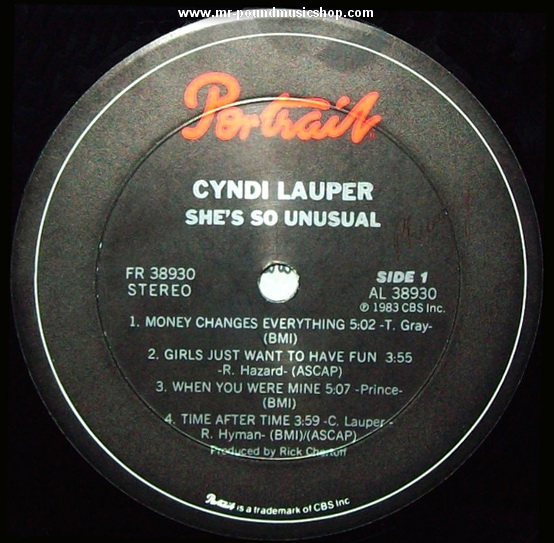 www.mr-poundmusicshop.com
Portrait
CYNDI LAUPER
SHE'S SO UNUSUAL
FR 38930
STEREO
SIDE 1
AL 38930
℗ 1983 CBS Inc.
1. MONEY CHANGES EVERYTHING 5:02 -T. Gray-
(BMI)
2. GIRLS JUST WANT TO HAVE FUN 3:55
-R. Hazard- (ASCAP)
3. WHEN YOU WERE MINE 5:07 -Prince-
(BMI)
4. TIME AFTER TIME 3:59 -C. Lauper -
R. Hyman- (BMI)/(ASCAP)
Produced by Rick Chertoff
Portrait is a trademark of CBS Inc